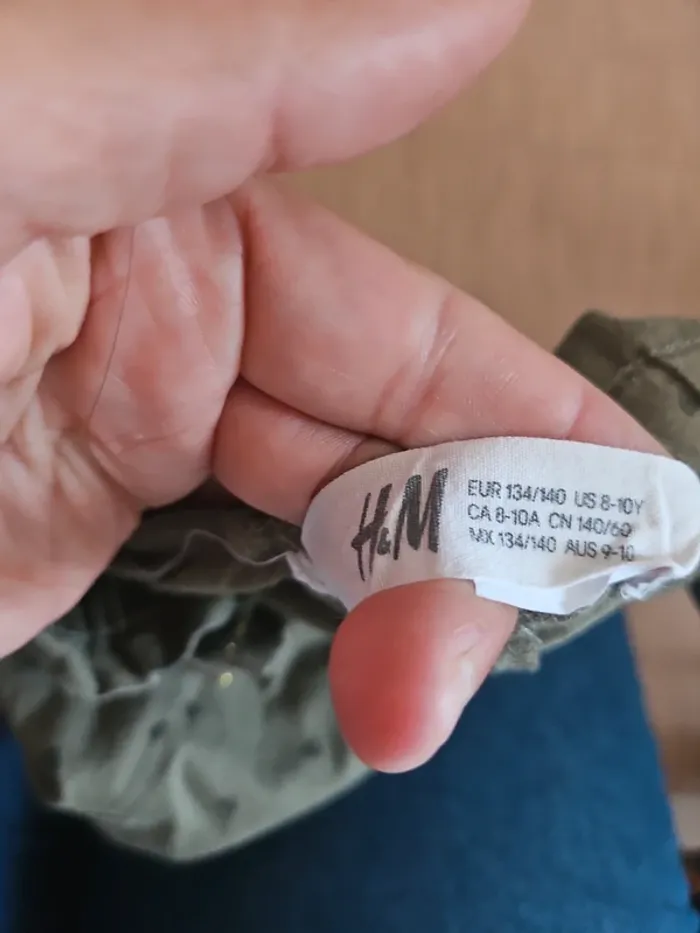 H&M
EUR 134/140 US 8-10Y
CA 8-10A CN 140/60
MX 134/140 AUS 9-10